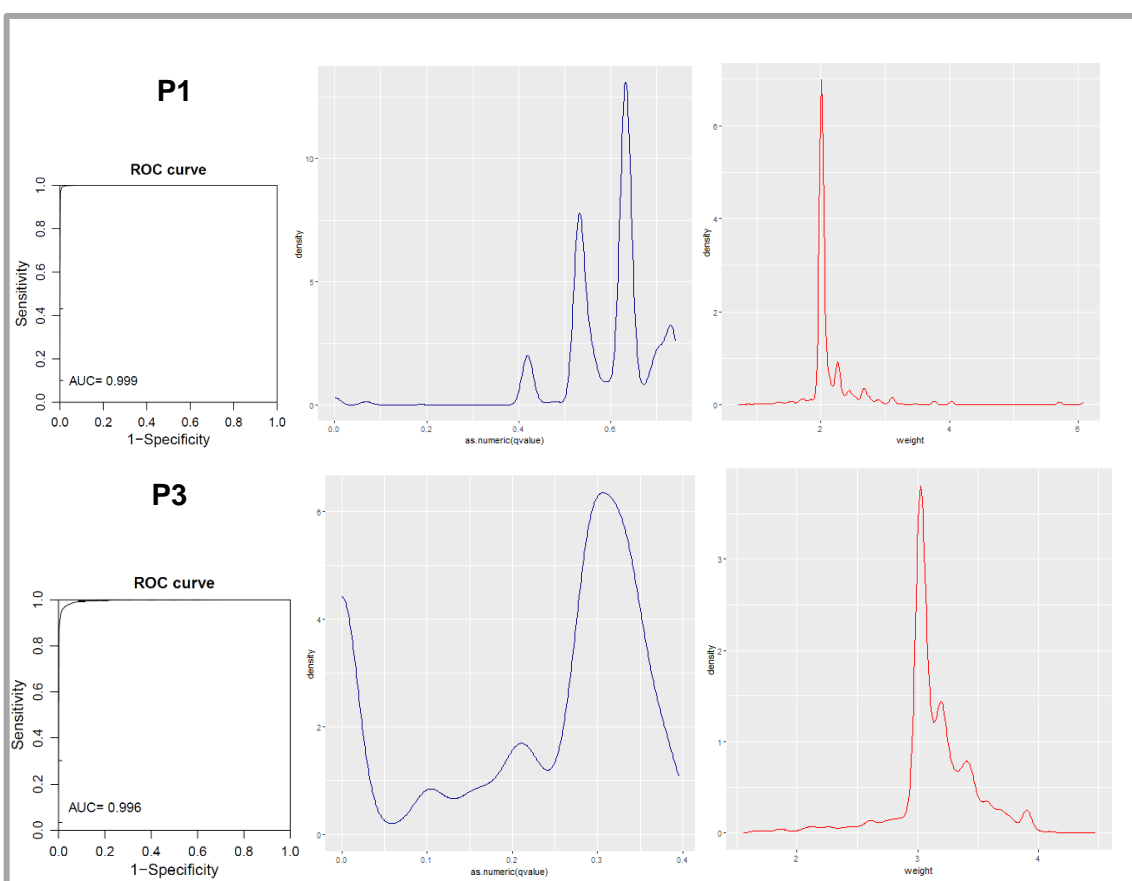 P1
ROC curve
Sensitivity
0.0 0.2 0.4 0.6 0.8 1.0
AUC= 0.999
0.0 0.2 0.4 0.6 0.8 1.0
1−Specificity
density
10
5
0
0.0 0.2 0.4 0.6
as.numeric(qvalue)
density
6
4
2
0
2 4 6
weight
P3
ROC curve
Sensitivity
0.0 0.2 0.4 0.6 0.8 1.0
AUC= 0.996
0.0 0.2 0.4 0.6 0.8 1.0
1−Specificity
density
6
4
2
0
0.0 0.1 0.2 0.3 0.4
as.numeric(qvalue)
density
3
2
1
0
2 3 4
weight